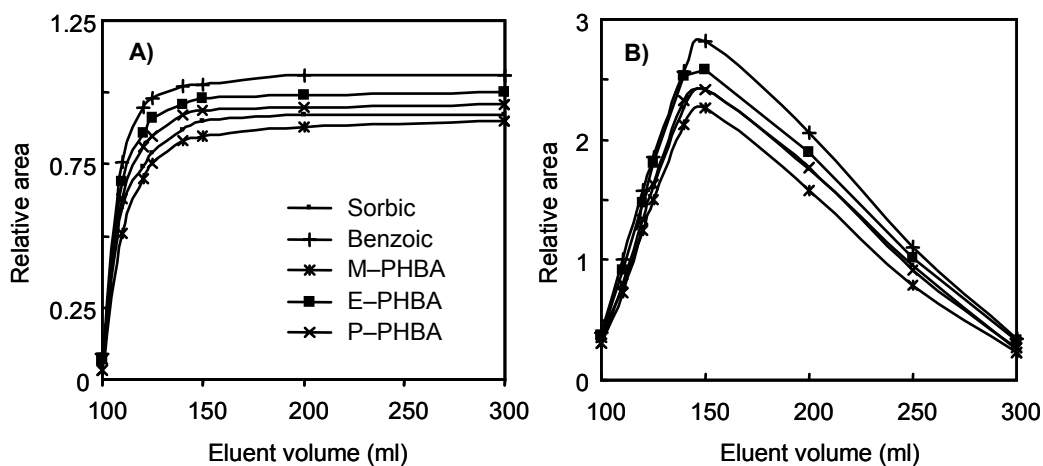 A)
Relative area
1.25
0.75
0.25
0
100
150
200
250
300
Eluent volume (ml)
Sorbic
Benzoic
M–PHBA
E–PHBA
P–PHBA
B)
Relative area
3
2
1
0
100
150
200
250
300
Eluent volume (ml)